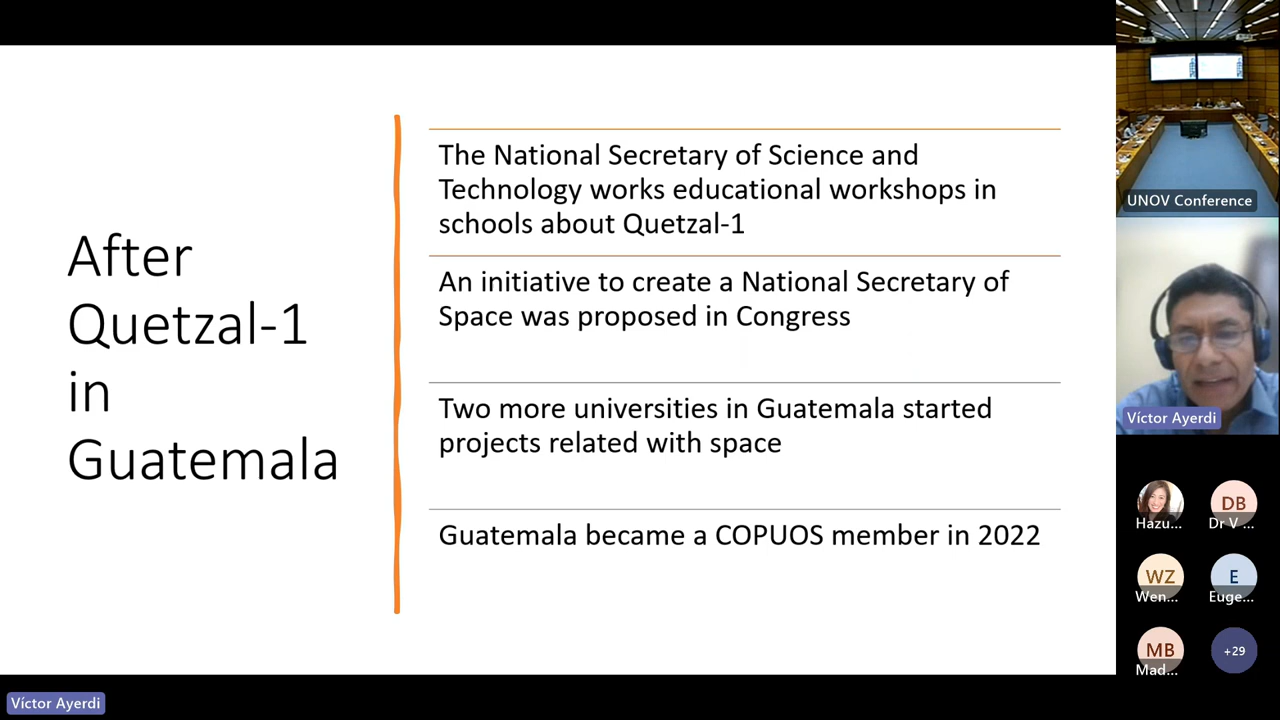 After
Quetzal-1
in
Guatemala
The National Secretary of Science and
Technology works educational workshops in
schools about Quetzal-1
An initiative to create a National Secretary of
Space was proposed in Congress
Two more universities in Guatemala started
projects related with space
Guatemala became a COPUOS member in 2022
UNOV Conference
Víctor Ayerdi
Hazu...
DB
Dr V ...
WZ
Wen...
E
Euge...
MB
Mad...
+29
Víctor Ayerdi